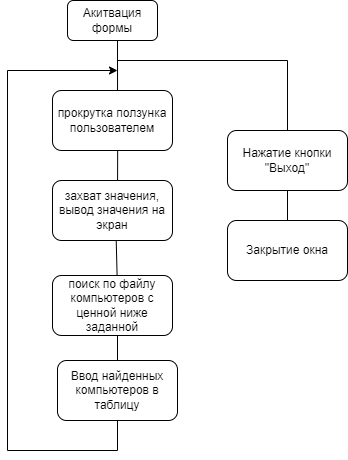 Акитвация
формы
прокрутка ползунка
пользователем
захват значения,
вывод значения на
экран
поиск по файлу
компьютеров с
ценной ниже
заданной
Ввод найденных
компьютеров в
таблицу
Нажатие кнопки
"Выход"
Закрытие окна